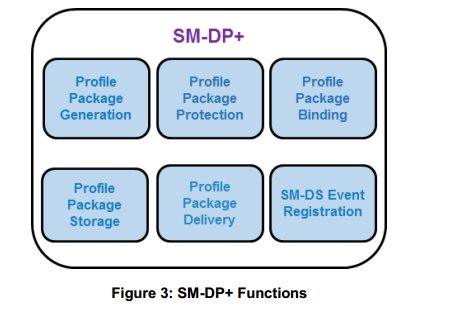 SM-DP+
Profile
Package
Generation
Profile
Package
Protection
Profile
Package
Binding
Profile
Package
Storage
Profile
Package
Delivery
SM-DS Event
Registration
Figure 3: SM-DP+ Functions